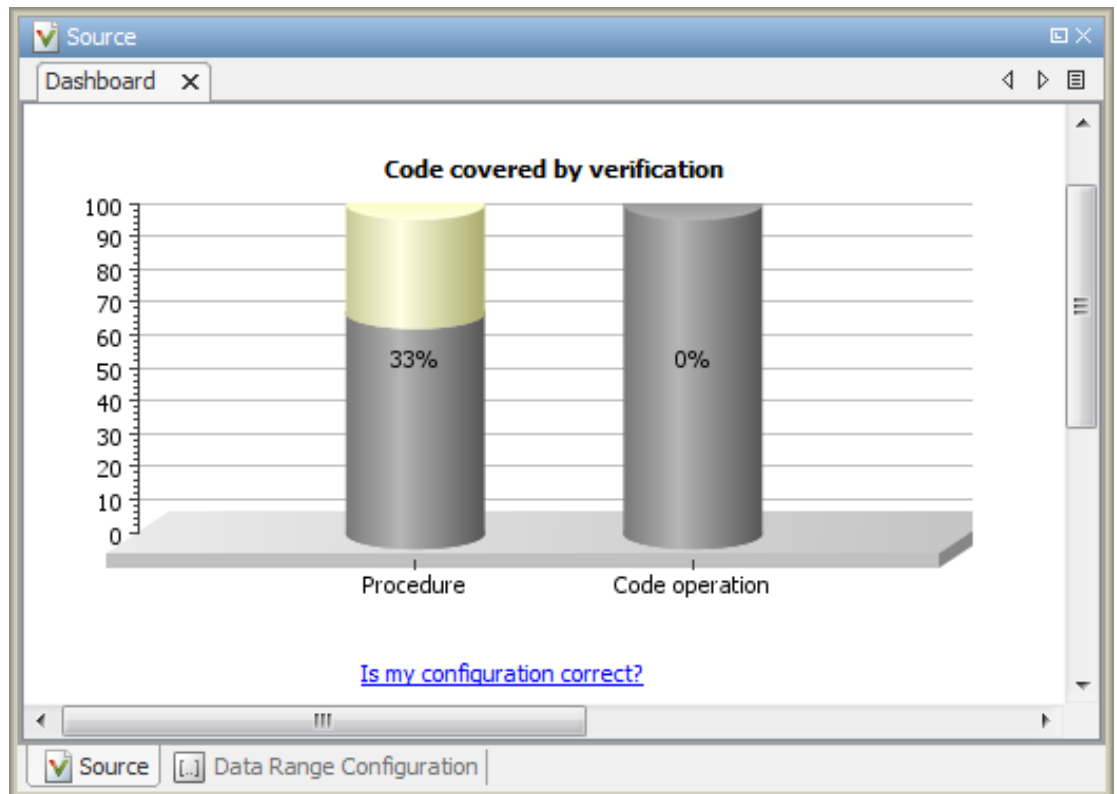 Source
Dashboard
Code covered by verification
100
90
80
70
60
50
40
30
20
10
0
33%
0%
Procedure
Code operation
Is my configuration correct?
Source
[..] Data Range Configuration